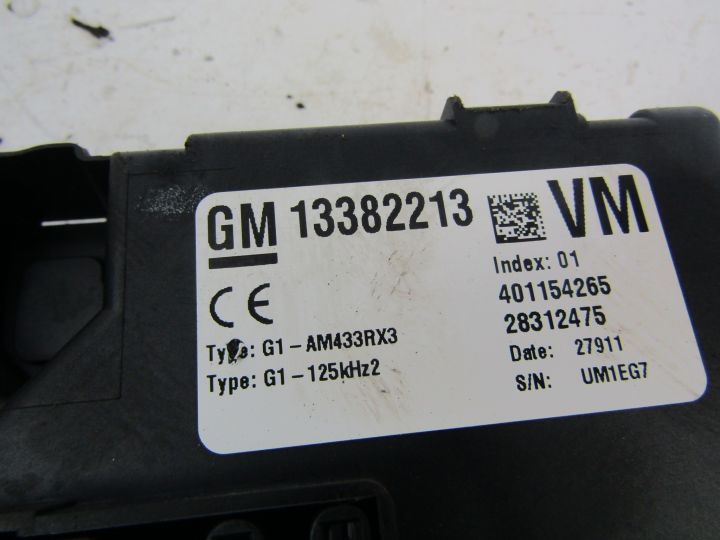 GM 13382213 VM
Index: 01
401154265
28312475
CE
Type: G1-AM433RX3
Type: G1-125kHz2
Date: 27911
S/N: UM1EG7